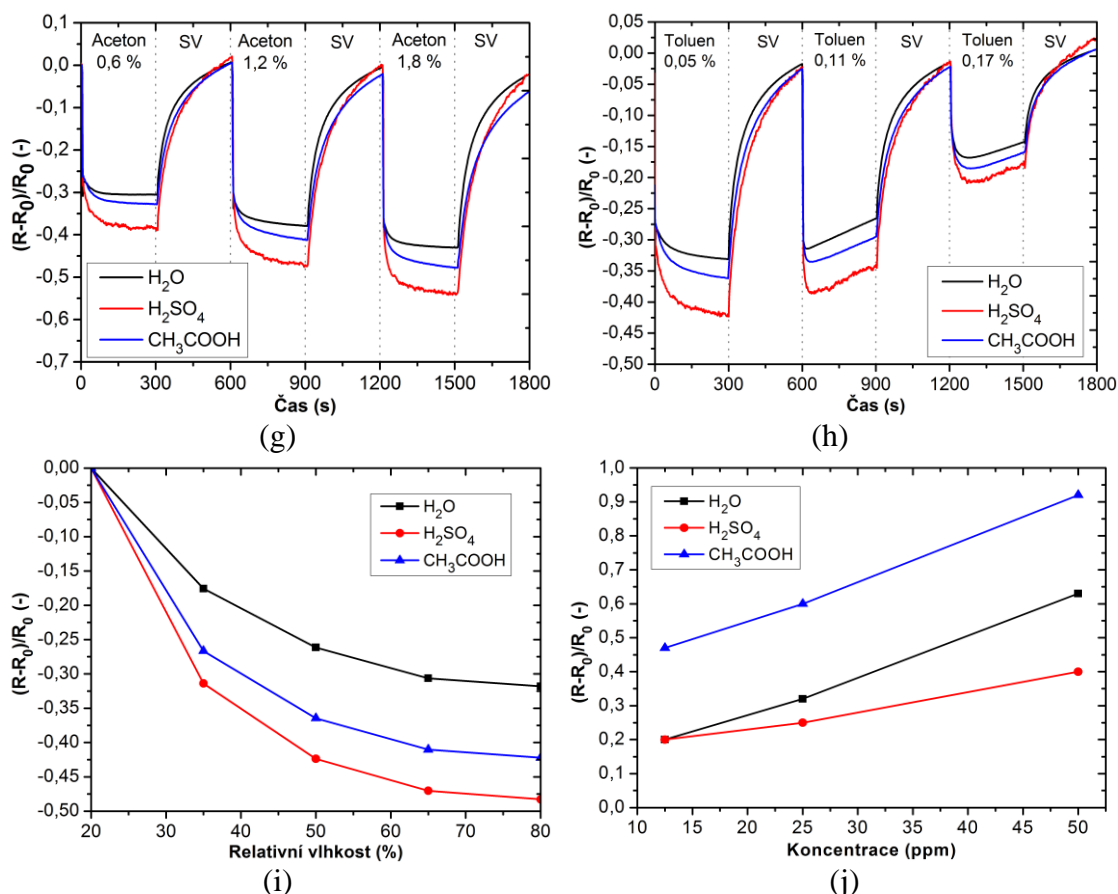 Aceton SV Aceton SV Aceton SV
0,6 % 1,2 % 1,8 %
0,1
0,0
-0,1
-0,2
-0,3
-0,4
-0,5
-0,6
-0,7
(R-R₀)/R₀ (-)
H₂O
H₂SO₄
CH₃COOH
0 300 600 900 1200 1500 1800
Čas (s)
(g)
Toluen SV Toluen SV Toluen SV
0,05 % 0,11 % 0,17 %
0,05
0,00
-0,05
-0,10
-0,15
-0,20
-0,25
-0,30
-0,35
-0,40
-0,45
-0,50
(R-R₀)/R₀ (-)
H₂O
H₂SO₄
CH₃COOH
0 300 600 900 1200 1500 1800
Čas (s)
(h)
0,00
-0,05
-0,10
-0,15
-0,20
-0,25
-0,30
-0,35
-0,40
-0,45
-0,50
(R-R₀)/R₀ (-)
H₂O
H₂SO₄
CH₃COOH
20 30 40 50 60 70 80
Relativní vlhkost (%)
(i)
1,0
0,9
0,8
0,7
0,6
0,5
0,4
0,3
0,2
0,1
0,0
(R-R₀)/R₀ (-)
H₂O
H₂SO₄
CH₃COOH
10 15 20 25 30 35 40 45 50
Koncentrace (ppm)
(j)